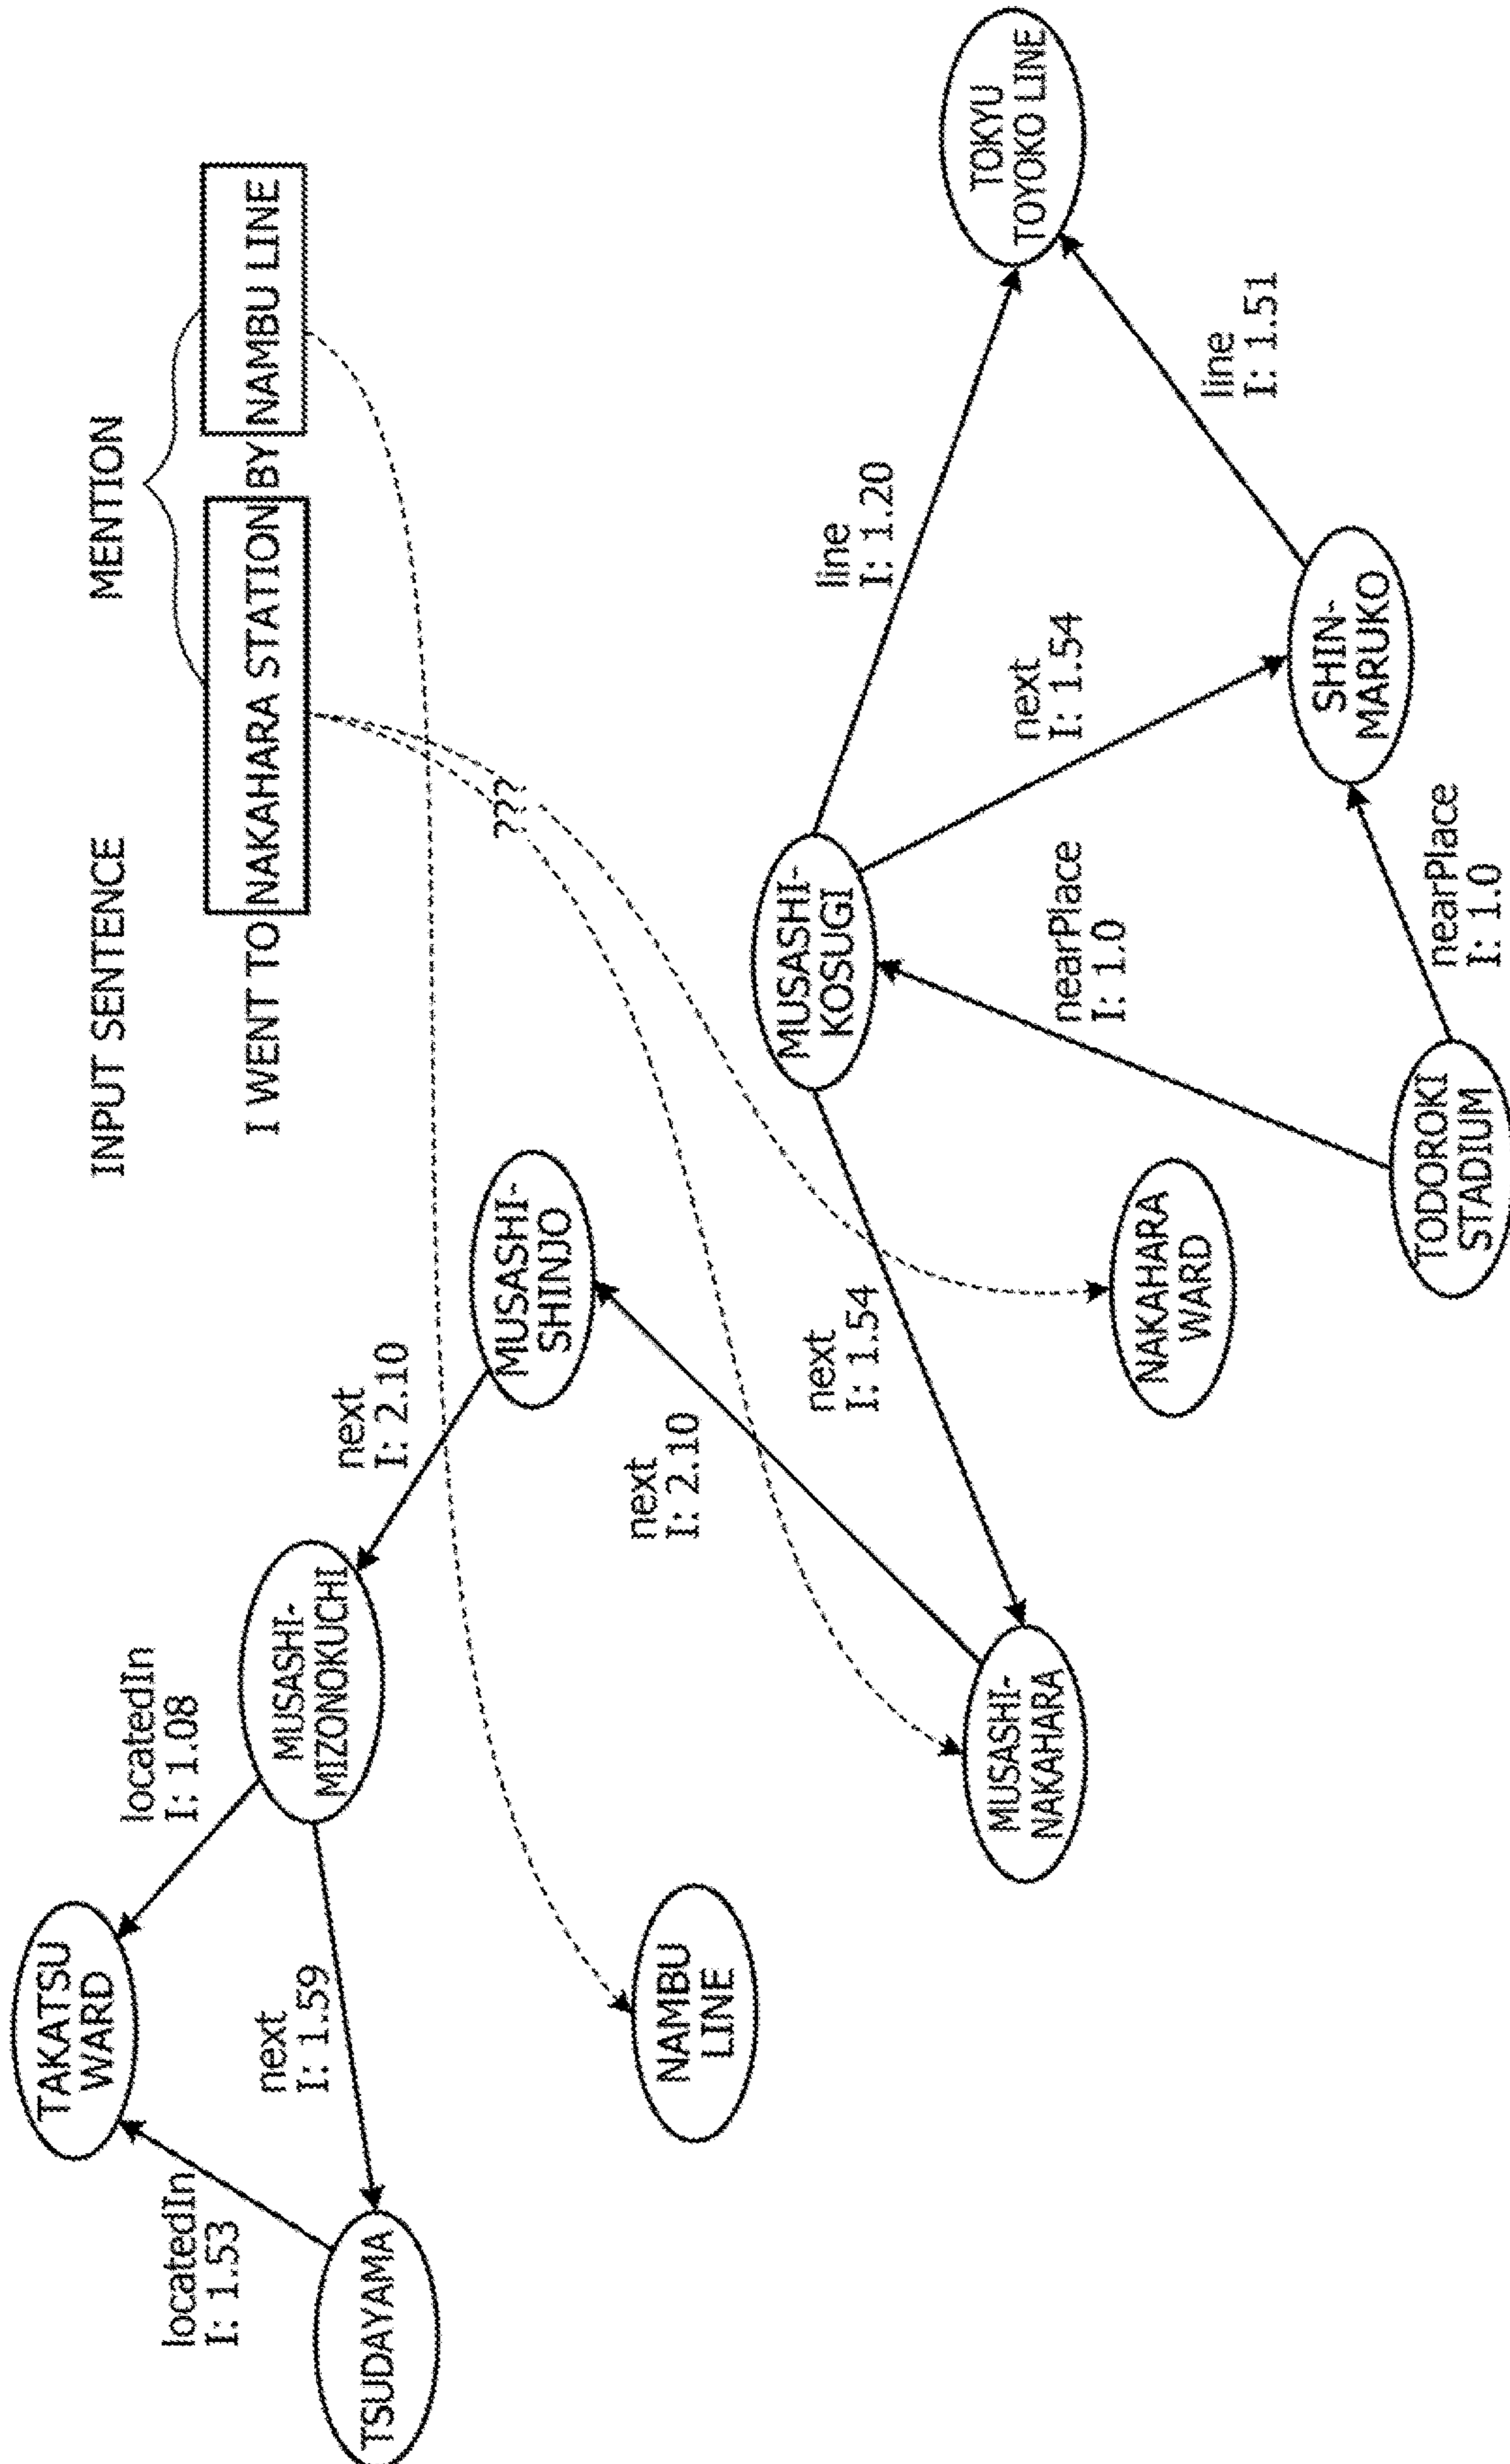 INPUT SENTENCE
MENTION
I WENT TO NAKAHARA STATION BY NAMBU LINE
???
TAKATSU
WARD
locatedIn
I: 1.53
locatedIn
I: 1.08
TSUDAYAMA
next
I: 1.59
MUSASHI-
MIZONOKUCHI
next
I: 2.10
MUSASHI-
SHINJO
NAMBU
LINE
next
I: 2.10
MUSASHI-
NAKAHARA
next
I: 1.54
NAKAHARA
WARD
MUSASHI-
KOSUGI
line
I: 1.20
TOKYU
TOYOKO LINE
next
I: 1.54
line
I: 1.51
nearPlace
I: 1.0
SHIN-
MARUKO
TODOROKI
STADIUM
nearPlace
I: 1.0